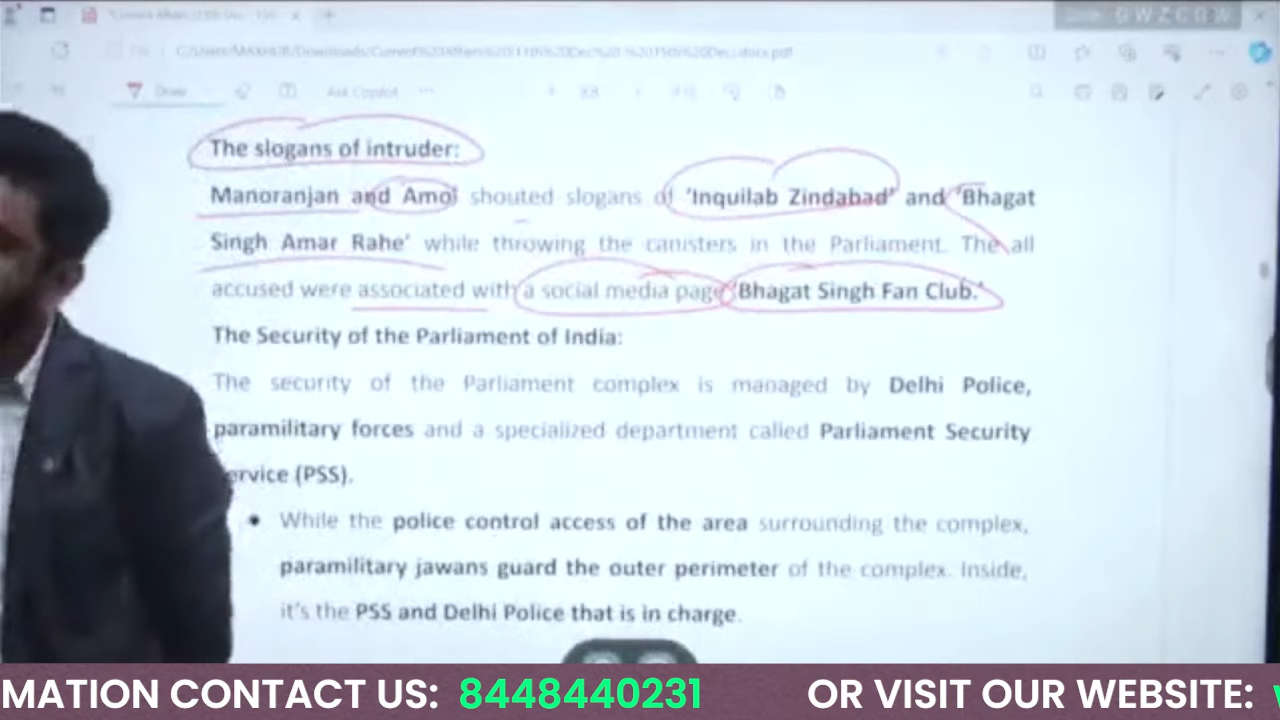 GWZCGW
Draw
Ask Copilot
The slogans of intruder:
Manoranjan and Amol shouted slogans of 'Inquilab Zindabad' and 'Bhagat
Singh Amar Rahe' while throwing the canisters in the Parliament. The all
accused were associated with a social media page 'Bhagat Singh Fan Club.'
The Security of the Parliament of India:
The security of the Parliament complex is managed by Delhi Police,
paramilitary forces and a specialized department called Parliament Security
ervice (PSS).
• While the police control access of the area surrounding the complex,
paramilitary jawans guard the outer perimeter of the complex. Inside,
it's the PSS and Delhi Police that is in charge.
MATION CONTACT US: 8448440231 OR VISIT OUR WEBSITE: